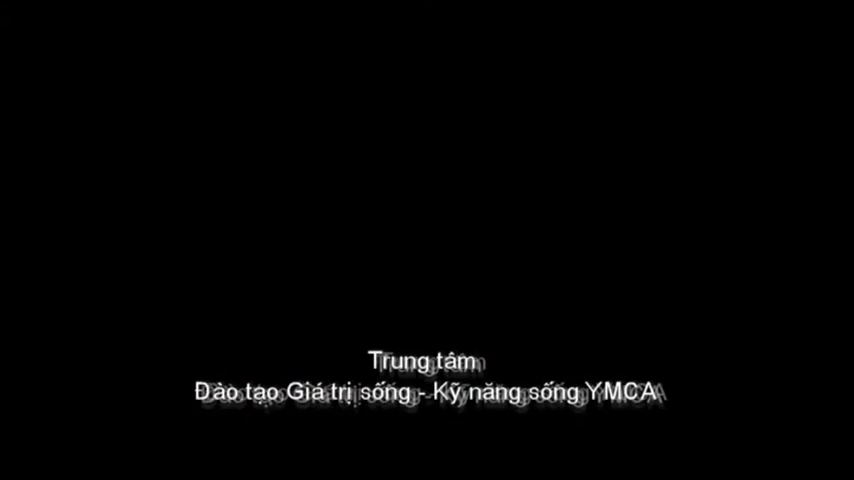 Trung tâm
Đào tạo Giá trị sống - Kỹ năng sống YMCA